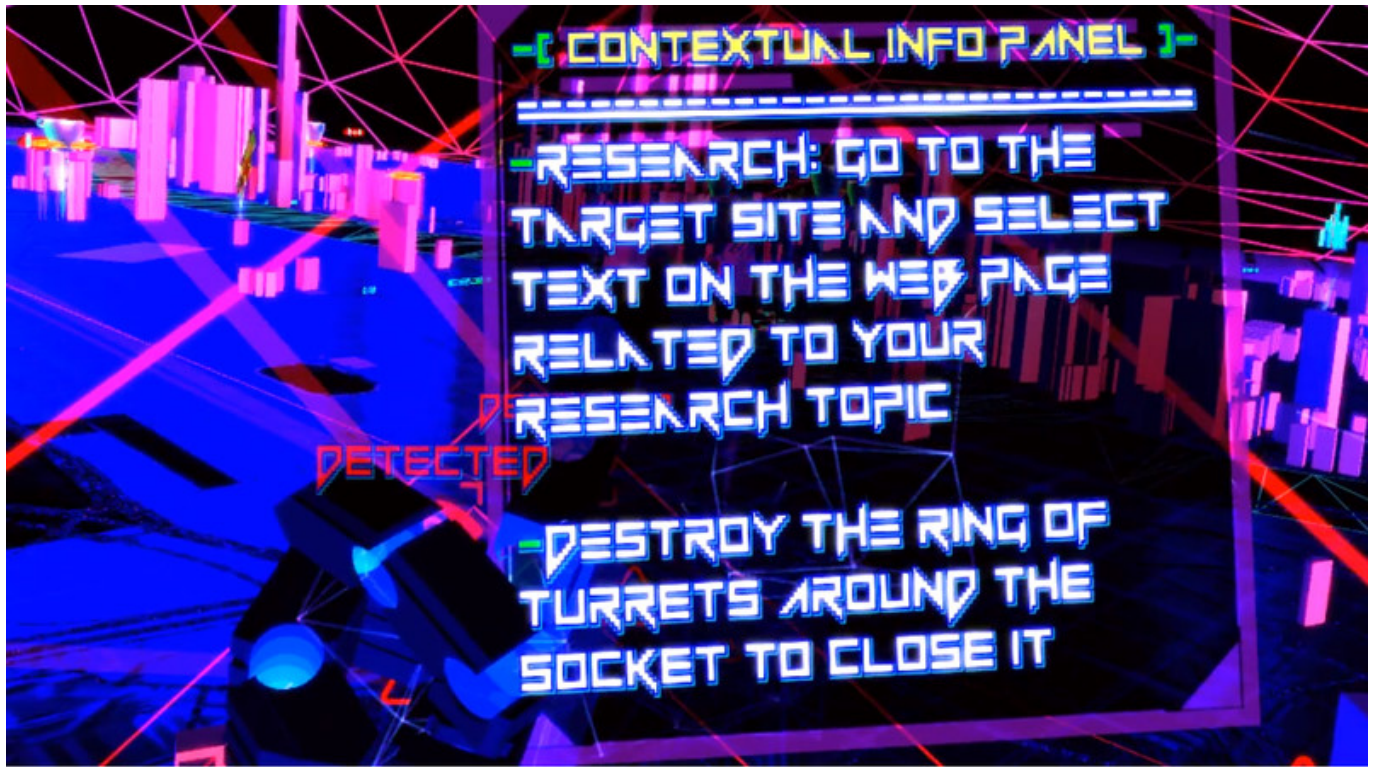 -[ CONTEXTUAL INFO PANEL ]-
-RESEARCH: GO TO THE
TARGET SITE AND SELECT
TEXT ON THE WEB PAGE
RELATED TO YOUR
RESEARCH TOPIC
DETECTED
-DESTROY THE RING OF
TURRETS AROUND THE
SOCKET TO CLOSE IT